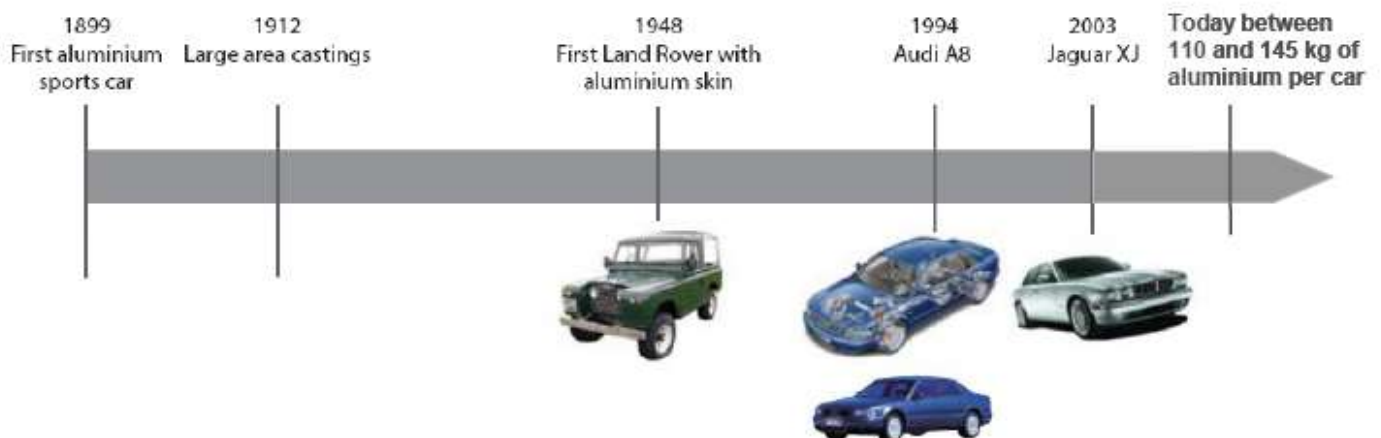 1899
First aluminium
sports car
1912
Large area castings
1948
First Land Rover with
aluminium skin
1994
Audi A8
2003
Jaguar XJ
Today between
110 and 145 kg of
aluminium per car